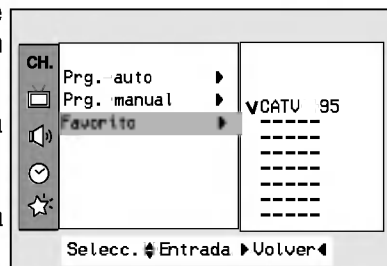 CH.
Prg. auto ▶
Prg. manual ▶
Favorito ▶
VCATV 95
-----
-----
-----
-----
-----
-----
-----
Selecc.⬍Entrada ▶Volver◀